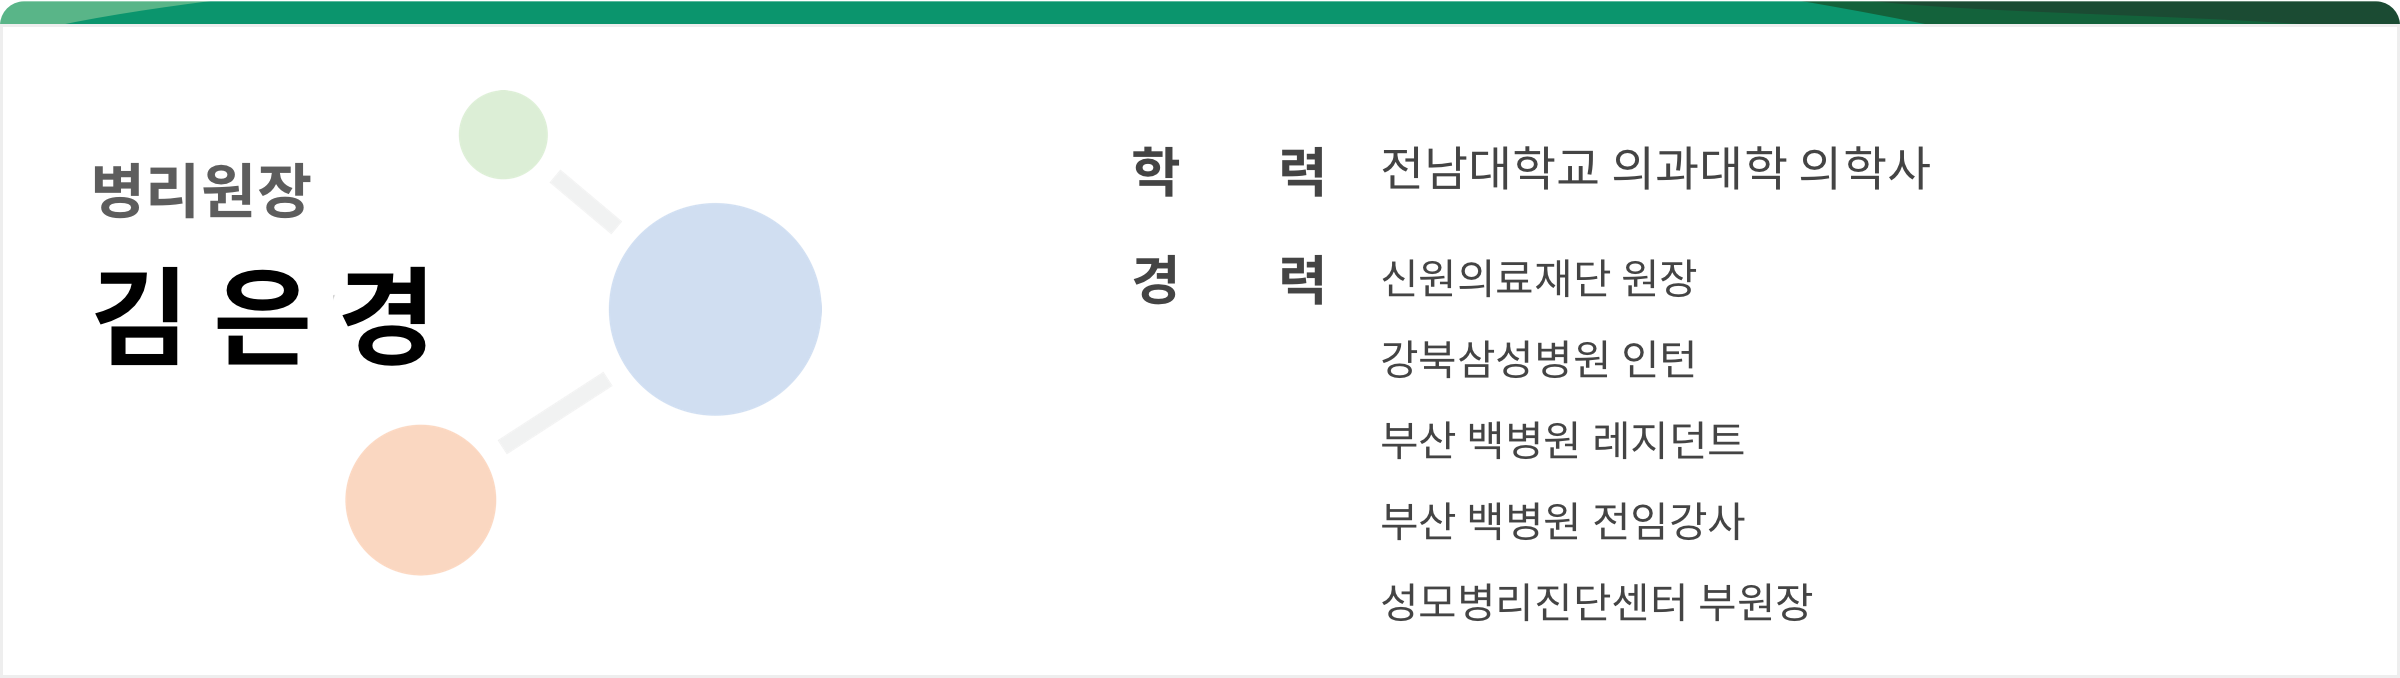 병리원장
김 은 경
학 력 전남대학교 의과대학 의학사
경 력 신원의료재단 원장
강북삼성병원 인턴
부산 백병원 레지던트
부산 백병원 전임강사
성모병리진단센터 부원장